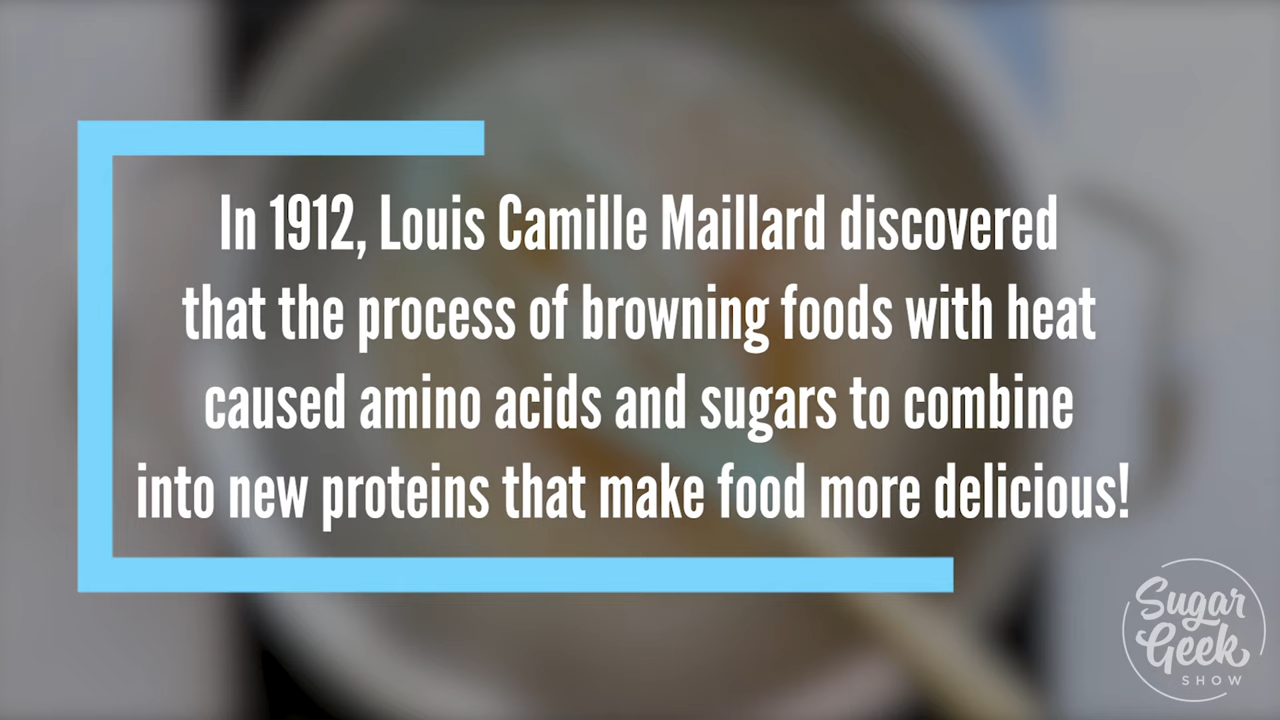 In 1912, Louis Camille Maillard discovered
that the process of browning foods with heat
caused amino acids and sugars to combine
into new proteins that make food more delicious!
Sugar
Geek
SHOW